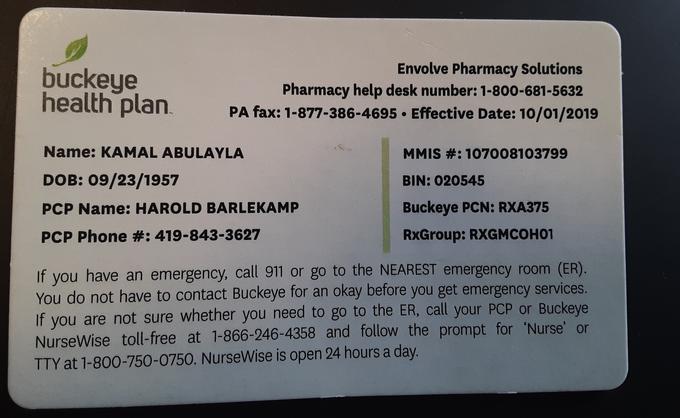 buckeye
health plan™
Envolve Pharmacy Solutions
Pharmacy help desk number: 1-800-681-5632
PA fax: 1-877-386-4695 • Effective Date: 10/01/2019
Name: KAMAL ABULAYLA
DOB: 09/23/1957
PCP Name: HAROLD BARLEKAMP
PCP Phone #: 419-843-3627
MMIS #: 107008103799
BIN: 020545
Buckeye PCN: RXA375
RxGroup: RXGMCOH01
If you have an emergency, call 911 or go to the NEAREST emergency room (ER).
You do not have to contact Buckeye for an okay before you get emergency services.
If you are not sure whether you need to go to the ER, call your PCP or Buckeye
NurseWise toll-free at 1-866-246-4358 and follow the prompt for 'Nurse' or
TTY at 1-800-750-0750. NurseWise is open 24 hours a day.